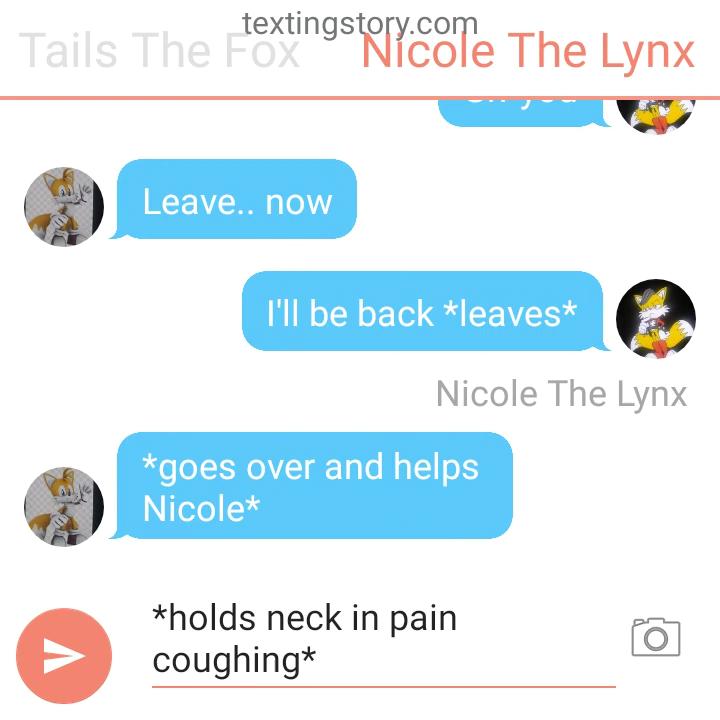 textingstory.com
Tails The Fox Nicole The Lynx
Leave.. now
I'll be back *leaves*
Nicole The Lynx
*goes over and helps
Nicole*
*holds neck in pain
coughing*